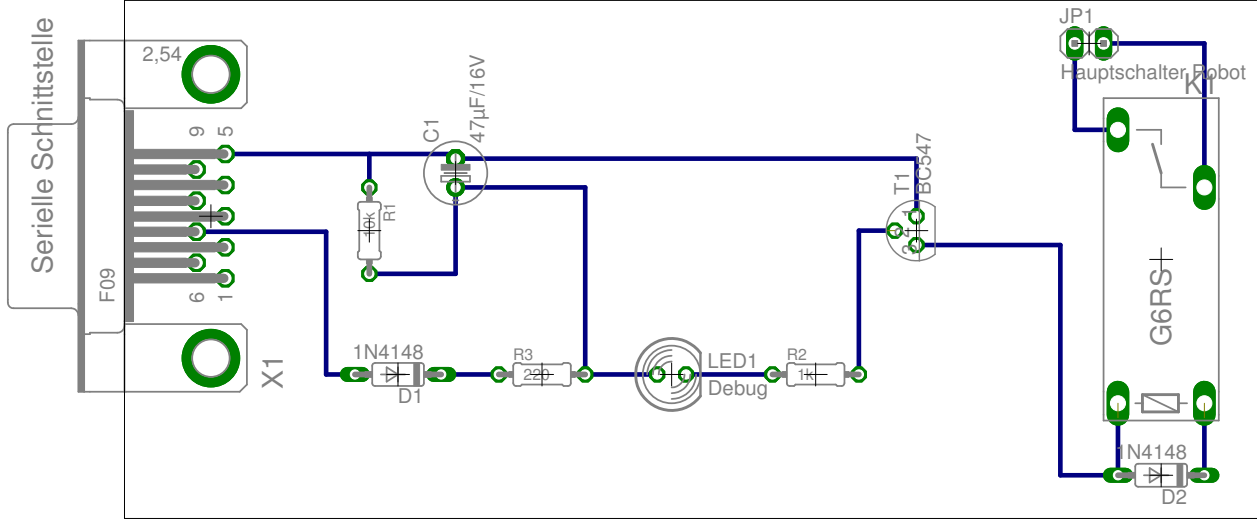 JP1
Hauptschalter Robot
K1
2,54
Serielle Schnittstelle
9
5
C1
47µF/16V
T1
BC547
10k
R1
F09
6
1
G6RS
1N4148
D1
R3
220
LED1
Debug
R2
1k
X1
1N4148
D2